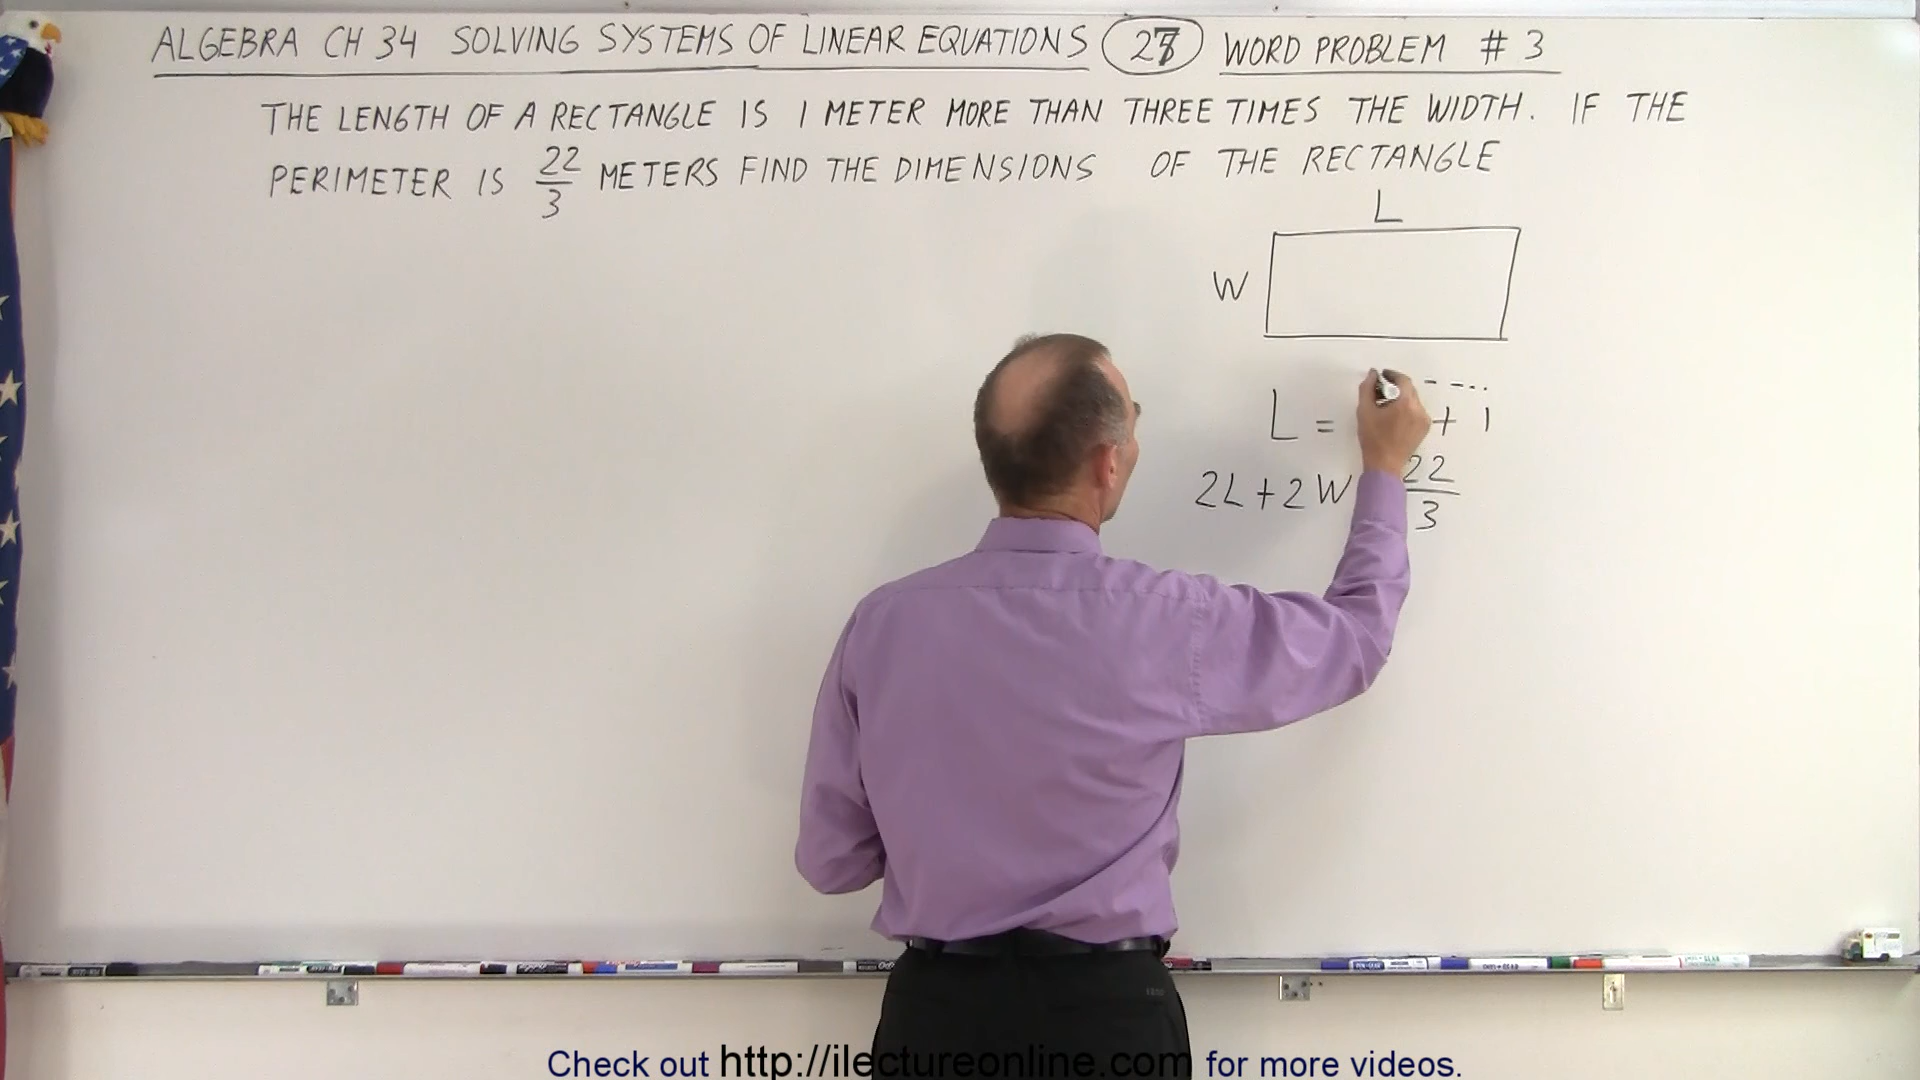 ALGEBRA CH 34 SOLVING SYSTEMS OF LINEAR EQUATIONS 28 WORD PROBLEM # 3
THE LENGTH OF A RECTANGLE IS 1 METER MORE THAN THREE TIMES THE WIDTH. IF THE
PERIMETER IS 22/3 METERS FIND THE DIMENSIONS OF THE RECTANGLE
L
W
L = + 1
2L + 2W 22/3
Check out http://ilectureonline.com for more videos.